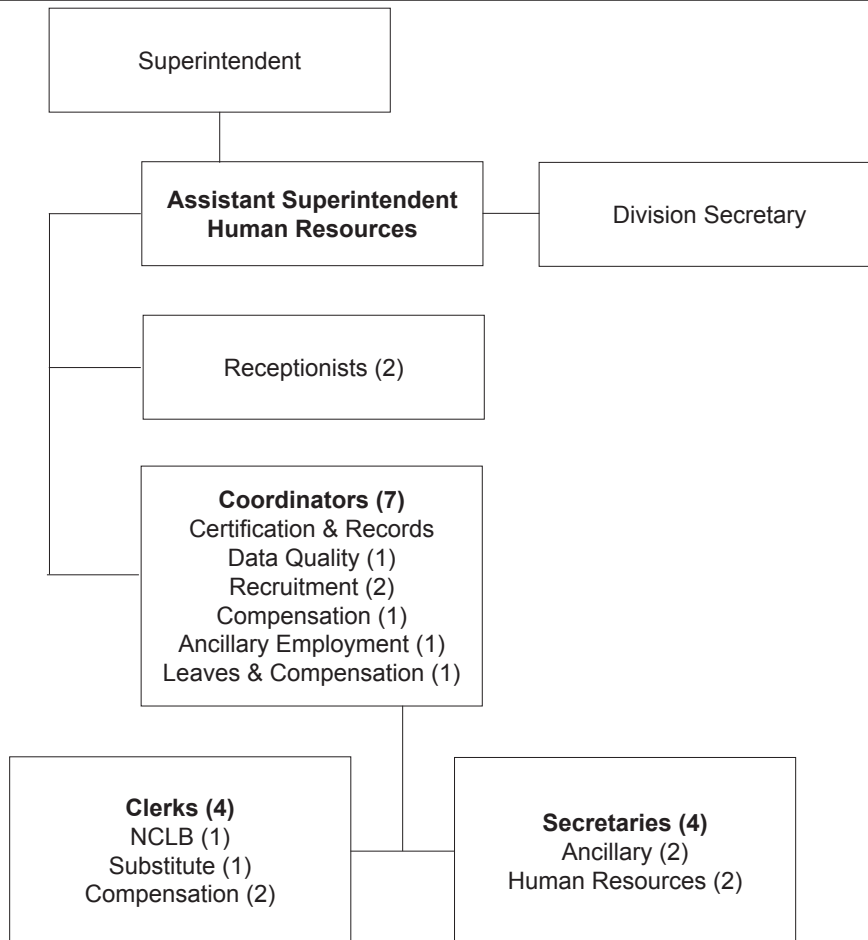 Superintendent
Assistant Superintendent
Human Resources
Division Secretary
Receptionists (2)
Coordinators (7)
Certification & Records
Data Quality (1)
Recruitment (2)
Compensation (1)
Ancillary Employment (1)
Leaves & Compensation (1)
Clerks (4)
NCLB (1)
Substitute (1)
Compensation (2)
Secretaries (4)
Ancillary (2)
Human Resources (2)